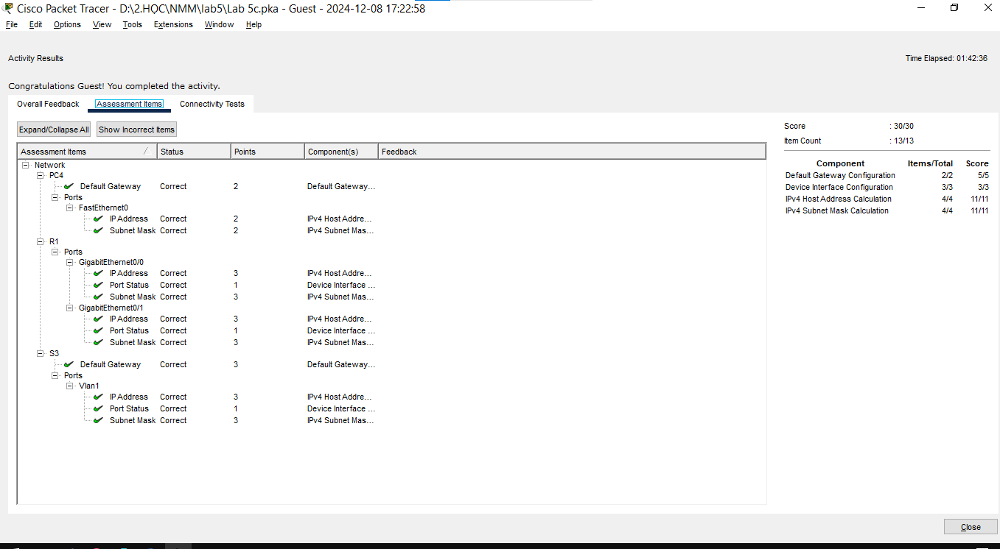 Cisco Packet Tracer - D:\2.HOC\NMM\lab5\Lab 5c.pka - Guest - 2024-12-08 17:22:58
File Edit Options View Tools Extensions Window Help
Activity Results Time Elapsed: 01:42:36
Congratulations Guest! You completed the activity.
Overall Feedback Assessment Items Connectivity Tests
Expand/Collapse All Show Incorrect Items
Assessment Items Status Points Component(s) Feedback
Network
PC4
Default Gateway Correct 2 Default Gateway...
Ports
FastEthernet0
IP Address Correct 2 IPv4 Host Addre...
Subnet Mask Correct 2 IPv4 Subnet Mas...
R1
Ports
GigabitEthernet0/0
IP Address Correct 3 IPv4 Host Addre...
Port Status Correct 1 Device Interface ...
Subnet Mask Correct 3 IPv4 Subnet Mas...
GigabitEthernet0/1
IP Address Correct 3 IPv4 Host Addre...
Port Status Correct 1 Device Interface ...
Subnet Mask Correct 3 IPv4 Subnet Mas...
S3
Default Gateway Correct 3 Default Gateway...
Ports
Vlan1
IP Address Correct 3 IPv4 Host Addre...
Port Status Correct 1 Device Interface ...
Subnet Mask Correct 3 IPv4 Subnet Mas...
Score : 30/30
Item Count : 13/13
Component Items/Total Score
Default Gateway Configuration 2/2 5/5
Device Interface Configuration 3/3 3/3
IPv4 Host Address Calculation 4/4 11/11
IPv4 Subnet Mask Calculation 4/4 11/11
Close